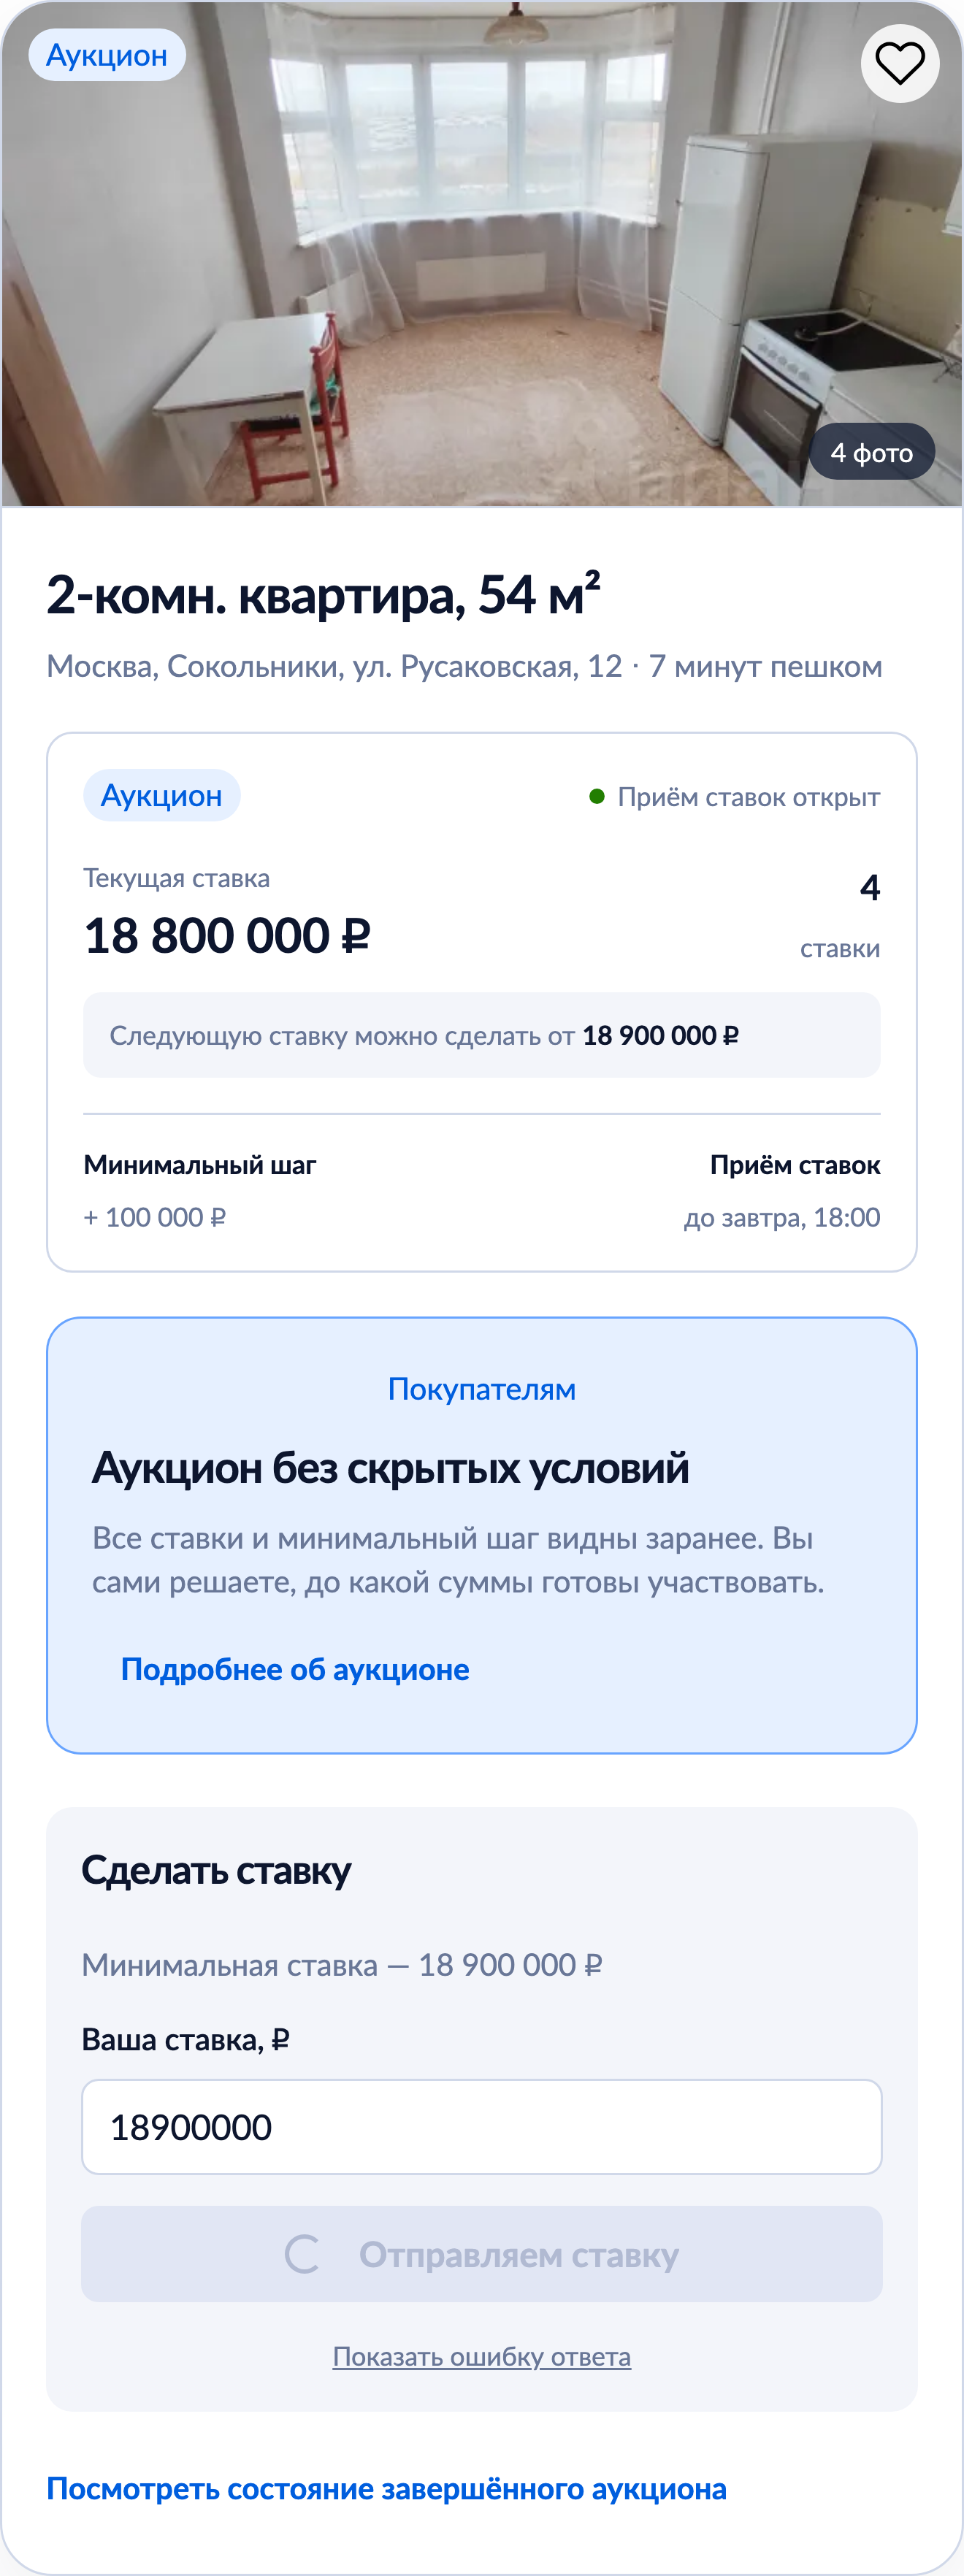 Аукцион
4 фото
2-комн. квартира, 54 м²
Москва, Сокольники, ул. Русаковская, 12 · 7 минут пешком
Аукцион
Приём ставок открыт
Текущая ставка
18 800 000 ₽
4
ставки
Следующую ставку можно сделать от 18 900 000 ₽
Минимальный шаг
+ 100 000 ₽
Приём ставок
до завтра, 18:00
Покупателям
Аукцион без скрытых условий
Все ставки и минимальный шаг видны заранее. Вы
сами решаете, до какой суммы готовы участвовать.
Подробнее об аукционе
Сделать ставку
Минимальная ставка — 18 900 000 ₽
Ваша ставка, ₽
18900000
Отправляем ставку
Показать ошибку ответа
Посмотреть состояние завершённого аукциона